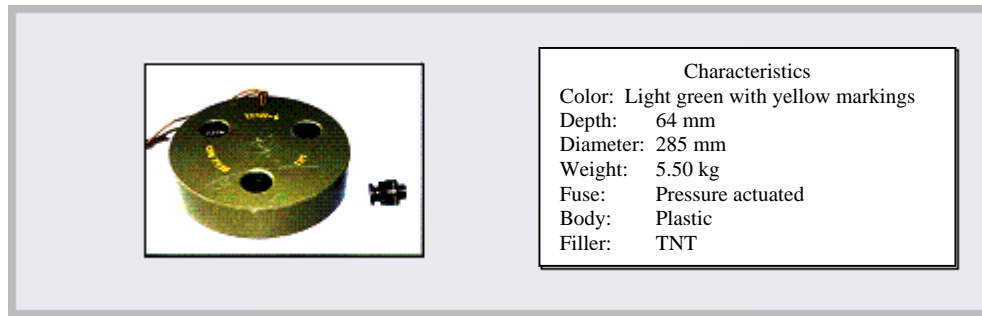 Characteristics
Color: Light green with yellow markings
Depth: 64 mm
Diameter: 285 mm
Weight: 5.50 kg
Fuse: Pressure actuated
Body: Plastic
Filler: TNT